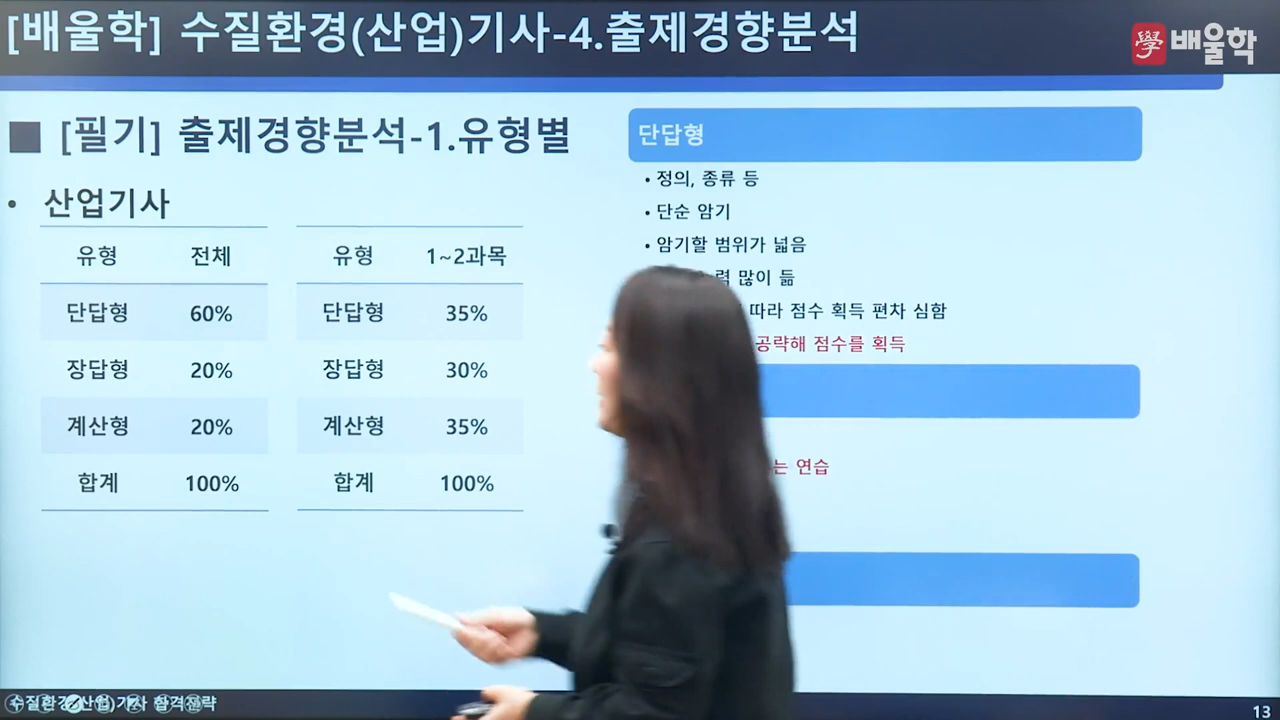 [배울학] 수질환경(산업)기사-4.출제경향분석
學 배울학
■ [필기] 출제경향분석-1.유형별
• 산업기사
유형 전체
단답형 60%
장답형 20%
계산형 20%
합계 100%
유형 1~2과목
단답형 35%
장답형 30%
계산형 35%
합계 100%
단답형
• 정의, 종류 등
• 단순 암기
• 암기할 범위가 넓음
많이 듦
따라 점수 획득 편차 심함
공략해 점수를 획득
는 연습
수질환경(산업)기사 합격전략
13